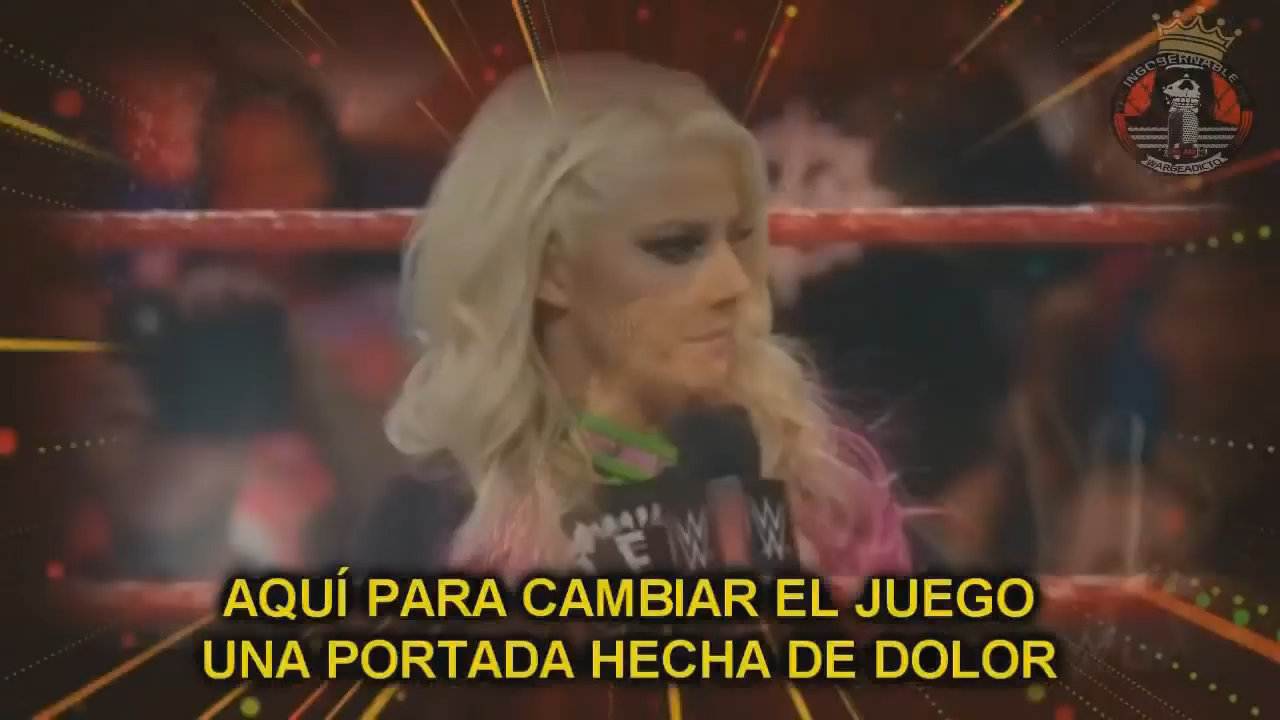 INGOBERNABLE
WARGEADICTO
E
W W
AQUÍ PARA CAMBIAR EL JUEGO
UNA PORTADA HECHA DE DOLOR